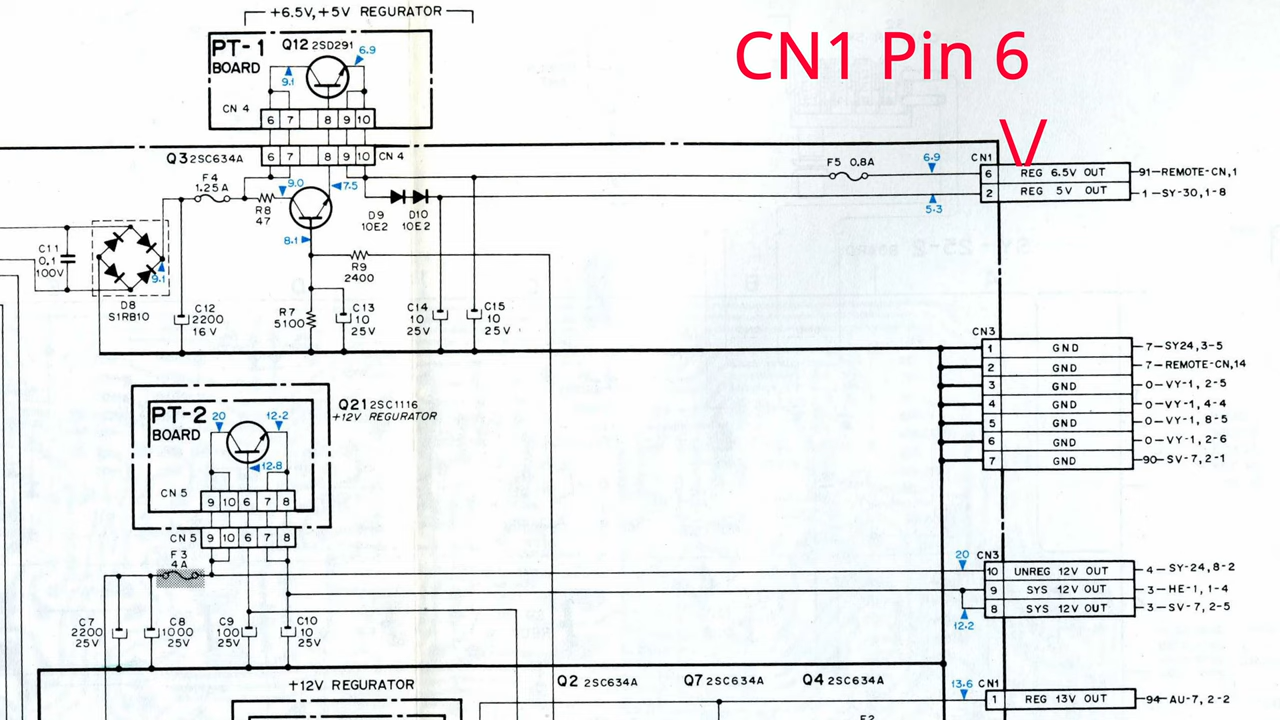 +6.5V,+5V REGURATOR
CN1 Pin 6
V
PT-1
BOARD
Q12 2SD291
6.9
9.1
CN 4
6 7 8 9 10
6 7 8 9 10
CN 4
Q3 2SC634A
F4
1.25A
9.0
7.5
R8
47
D9
10E2
D10
10E2
F5 0.8A
6.9
5.3
CN1
6 REG 6.5V OUT 91-REMOTE-CN,1
2 REG 5V OUT 1-SY-30,1-8
8.1
C11
0.1
100V
9.1
D8
S1RB10
R9
2400
C12
2200
16V
R7
5100
C13
10
25V
C14
10
25V
C15
10
25V
CN3
1 GND 7-SY24,3-5
2 GND 7-REMOTE-CN,14
3 GND 0-VY-1, 2-5
4 GND 0-VY-1, 4-4
5 GND 0-VY-1, 8-5
6 GND 0-VY-1, 2-6
7 GND 90-SV-7,2-1
PT-2
BOARD
20
12.2
12.8
Q21 2SC1116
+12V REGURATOR
CN 5
9 10 6 7 8
CN 5
9 10 6 7 8
F3
4A
20
CN3
10 UNREG 12V OUT 4-SY-24,8-2
9 SYS 12V OUT 3-HE-1, 1-4
8 SYS 12V OUT 3-SV-7, 2-5
12.2
C7
2200
25V
C8
1000
25V
C9
100
25V
C10
10
25V
+12V REGURATOR
Q2 2SC634A
Q7 2SC634A
Q4 2SC634A
13.6
CN1
1 REG 13V OUT 94-AU-7, 2-2